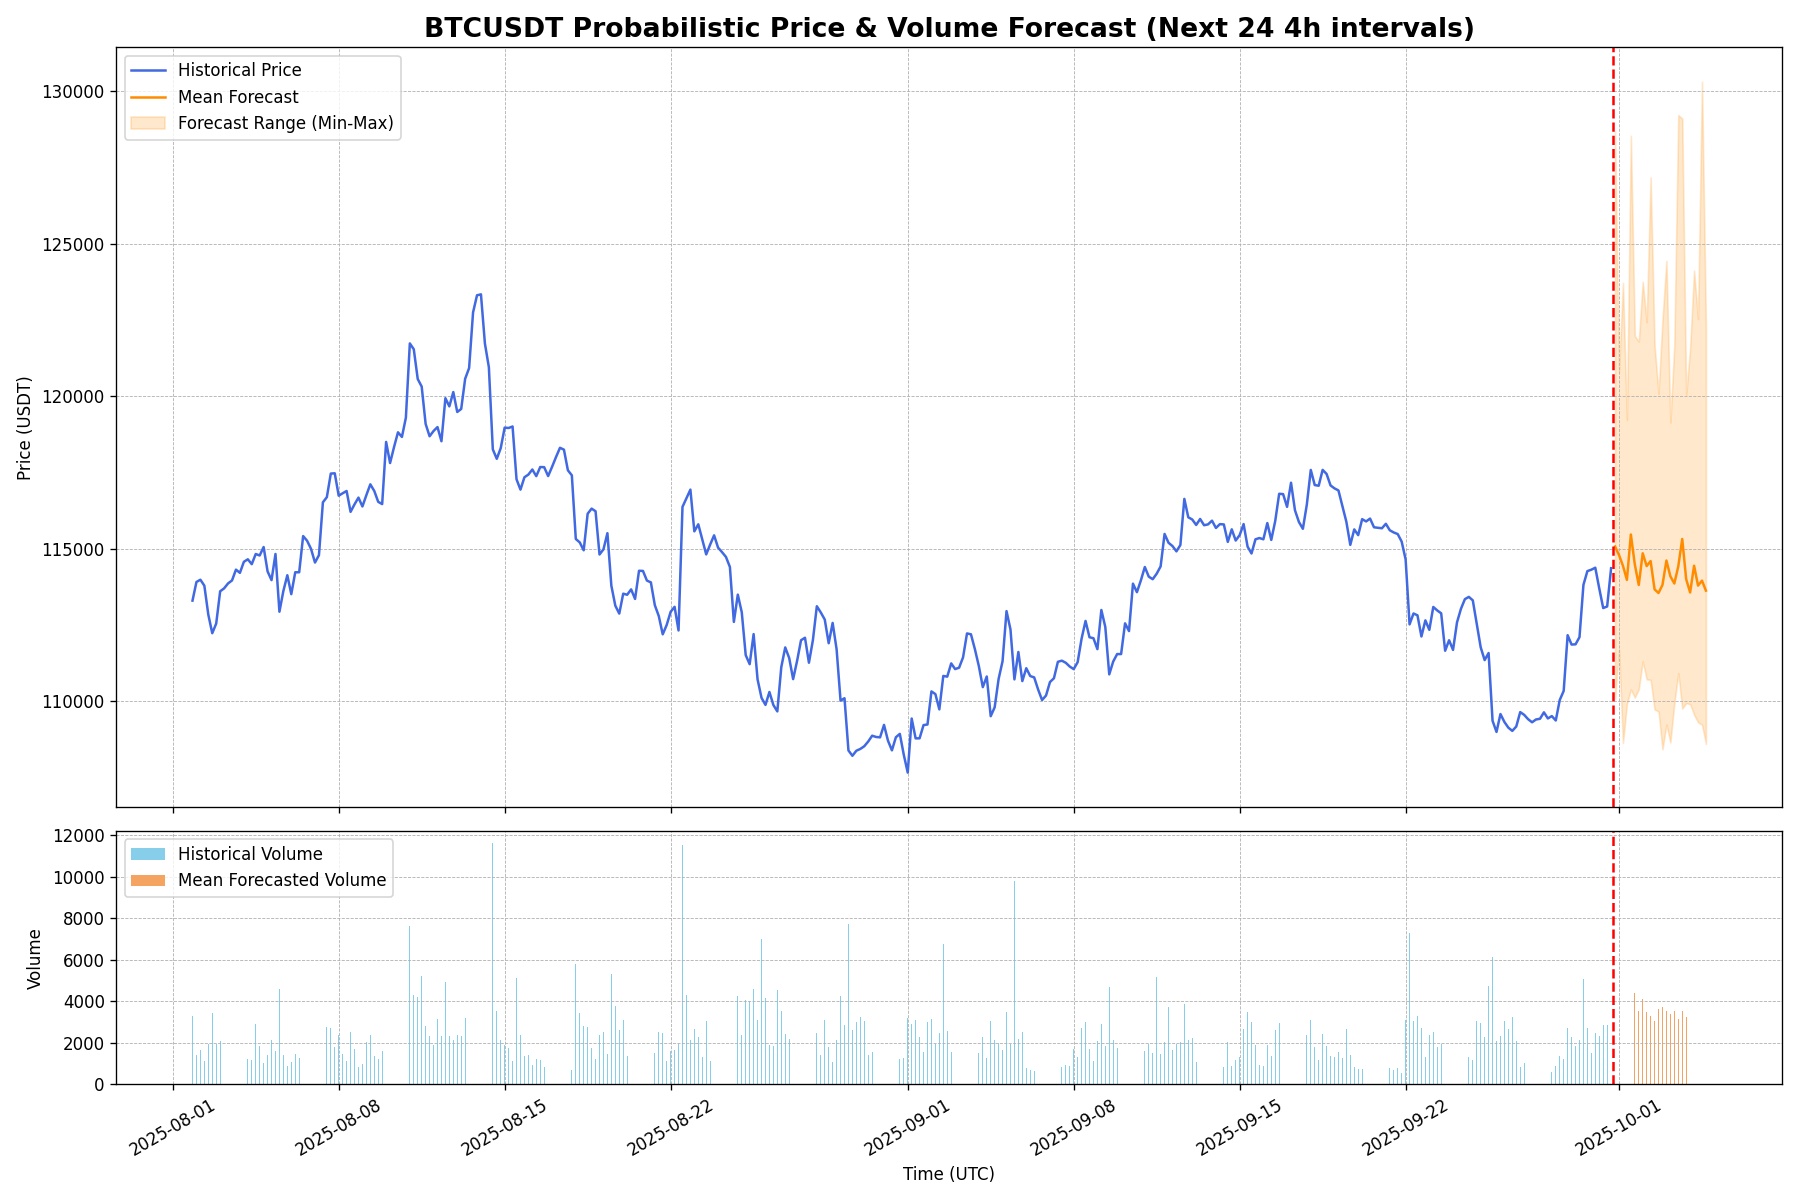 BTCUSDT Probabilistic Price & Volume Forecast (Next 24 4h intervals)
Historical Price
Mean Forecast
Forecast Range (Min-Max)
130000
125000
120000
115000
110000
Price (USDT)
Historical Volume
Mean Forecasted Volume
12000
10000
8000
6000
4000
2000
0
Volume
2025-08-01
2025-08-08
2025-08-15
2025-08-22
2025-09-01
2025-09-08
2025-09-15
2025-09-22
2025-10-01
Time (UTC)